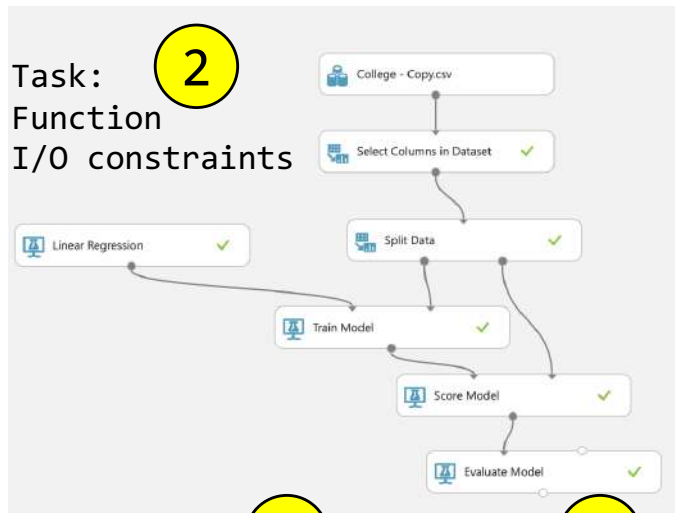 Task:
2
Function
I/O constraints
College - Copy.csv
Select Columns in Dataset
Linear Regression
Split Data
Train Model
Score Model
Evaluate Model